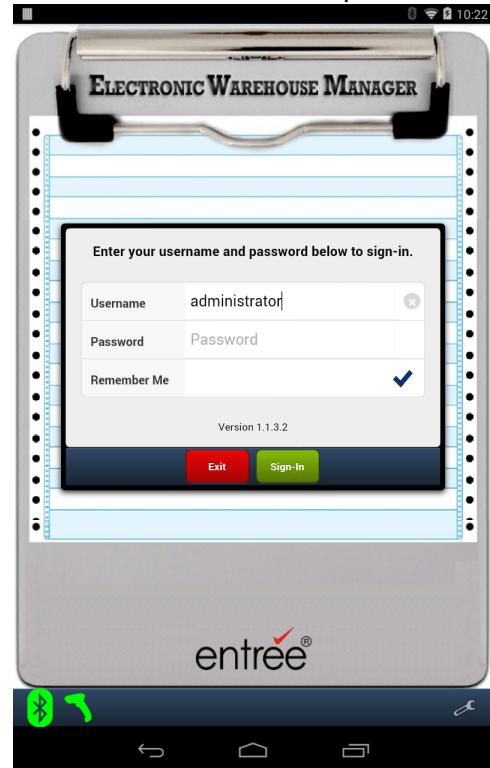 10:22
ELECTRONIC WAREHOUSE MANAGER
Enter your username and password below to sign-in.
Username administrator
Password Password
Remember Me
Version 1.1.3.2
Exit Sign-In
entrée®